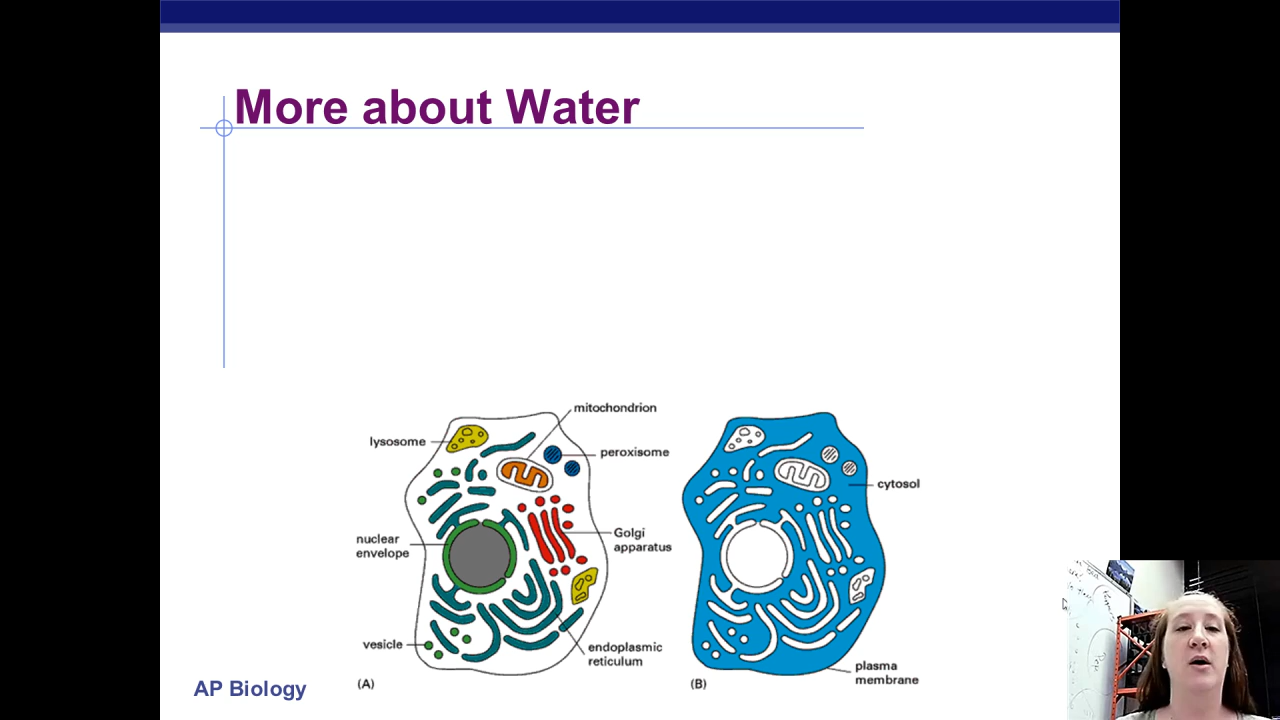 More about Water
mitochondrion
lysosome
peroxisome
cytosol
nuclear
envelope
Golgi
apparatus
vesicle
endoplasmic
reticulum
plasma
membrane
(A)
(B)
AP Biology